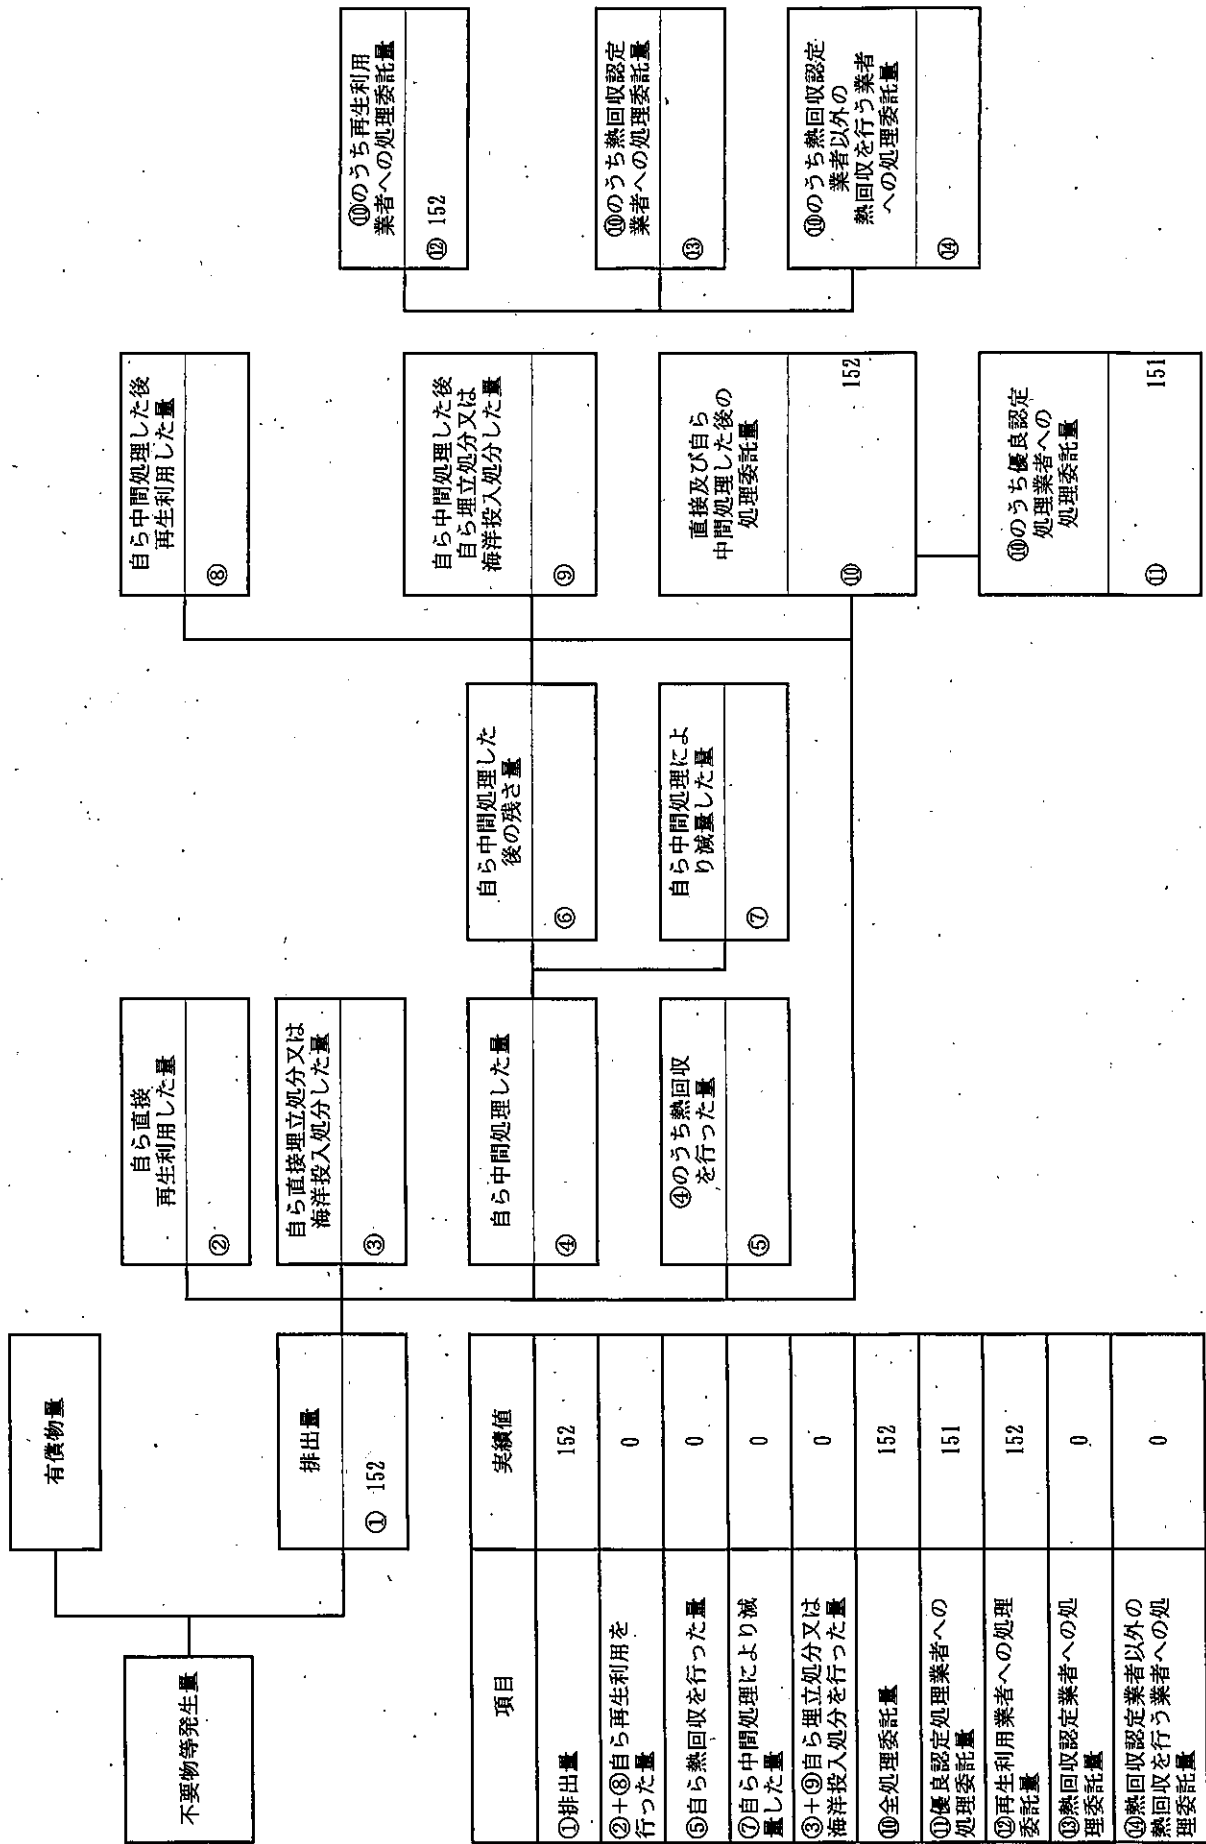 不要物等発生量
有償物量
排出量
① 152
自ら直接
再生利用した量
②
自ら直接埋立処分又は
海洋投入処分した量
③
自ら中間処理した量
④
④のうち熱回収
を行った量
⑤
自ら中間処理した
後の残さ量
⑥
自ら中間処理によ
り減量した量
⑦
自ら中間処理した後
再生利用した量
⑧
自ら中間処理した後
自ら埋立処分又は
海洋投入処分した量
⑨
直接及び自ら
中間処理した後の
処理委託量
⑩ 152
⑩のうち優良認定
処理業者への
処理委託量
⑪ 151
⑩のうち再生利用
業者への処理委託量
⑫ 152
⑩のうち熱回収認定
業者への処理委託量
⑬
⑩のうち熱回収認定
業者以外の
熱回収を行う業者
への処理委託量
⑭
項目 実績値
①排出量 152
②+⑧自ら再生利用を
行った量 0
⑤自ら熱回収を行った量 0
⑦自ら中間処理により減
量した量 0
③+⑨自ら埋立処分又は
海洋投入処分を行った量 0
⑩全処理委託量 152
⑪優良認定処理業者への
処理委託量 151
⑫再生利用業者への処理
委託量 152
⑬熱回収認定業者への処
理委託量 0
⑭熱回収認定業者以外の
熱回収を行う業者への処
理委託量 0